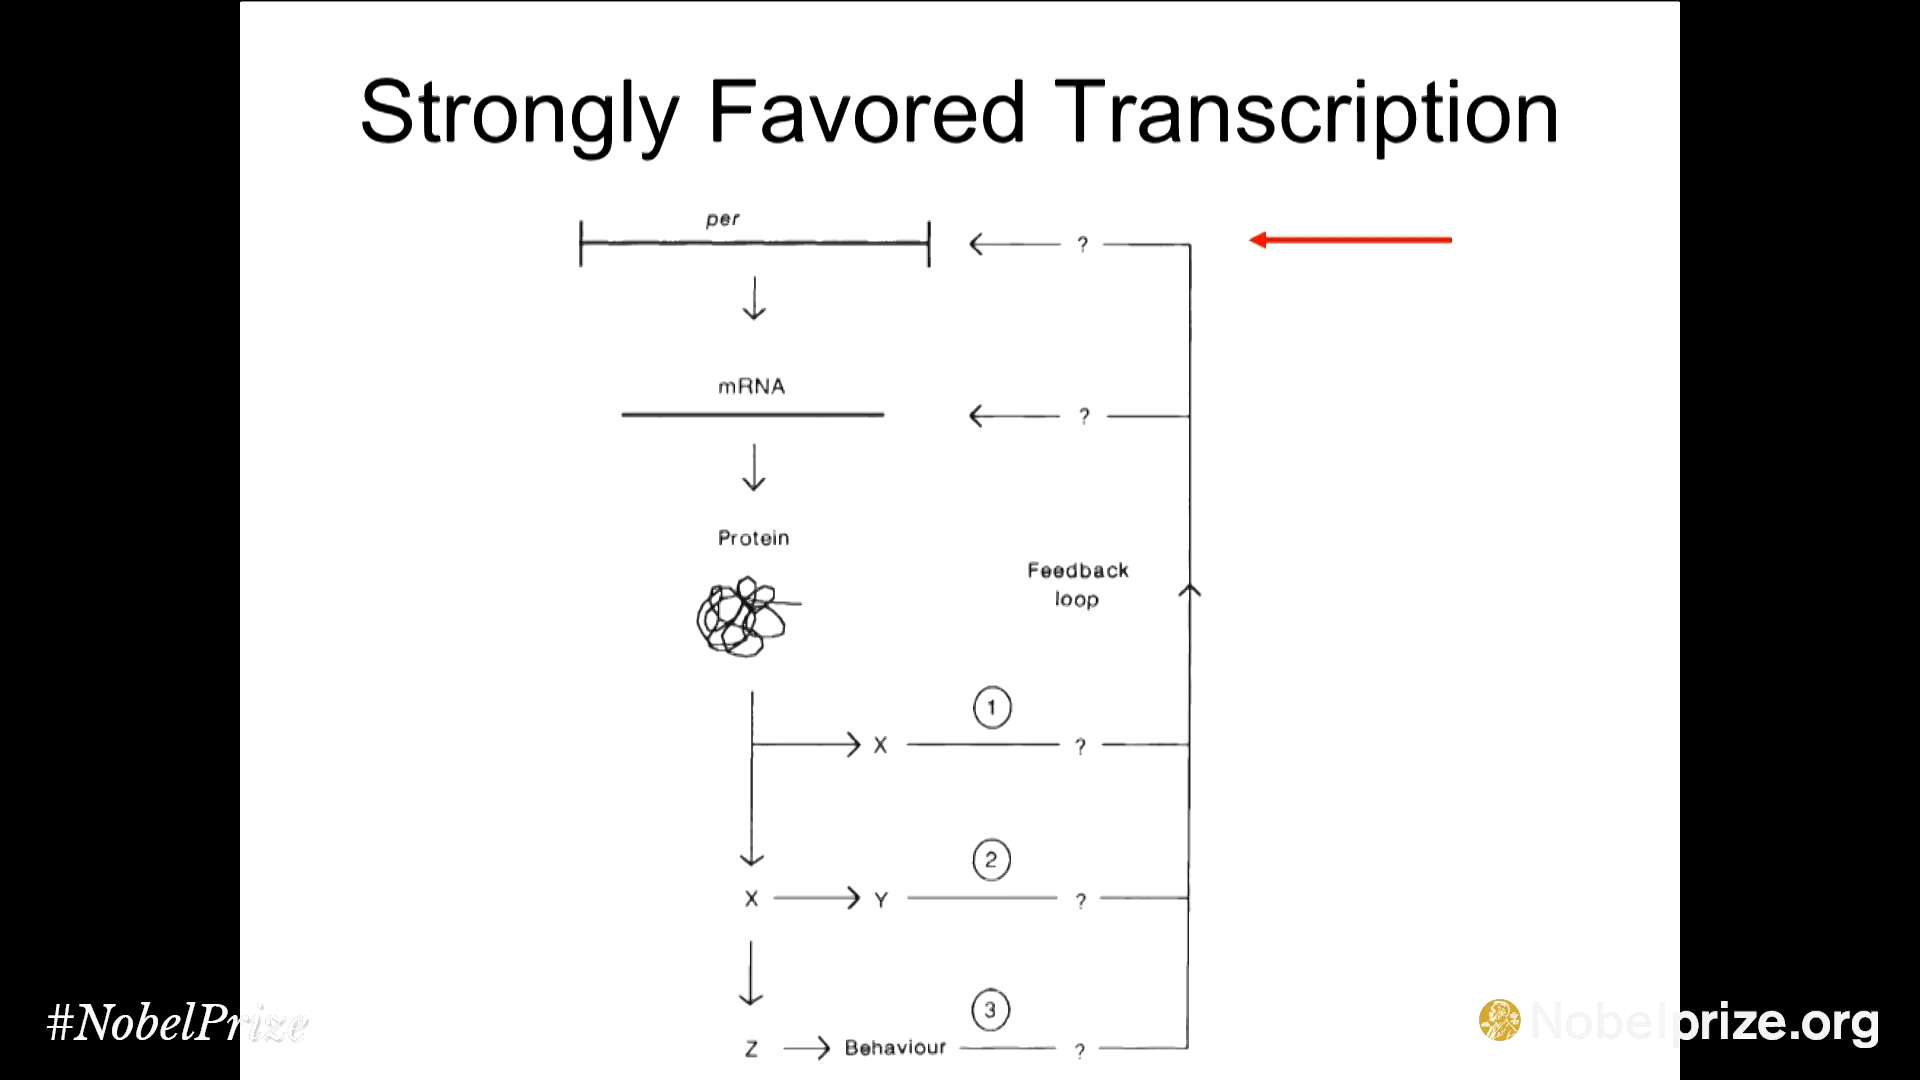 Strongly Favored Transcription
per
?
mRNA
?
Protein
Feedback
loop
1
X ?
2
X Y ?
3
Z Behaviour ?
#NobelPrize
Nobelprize.org